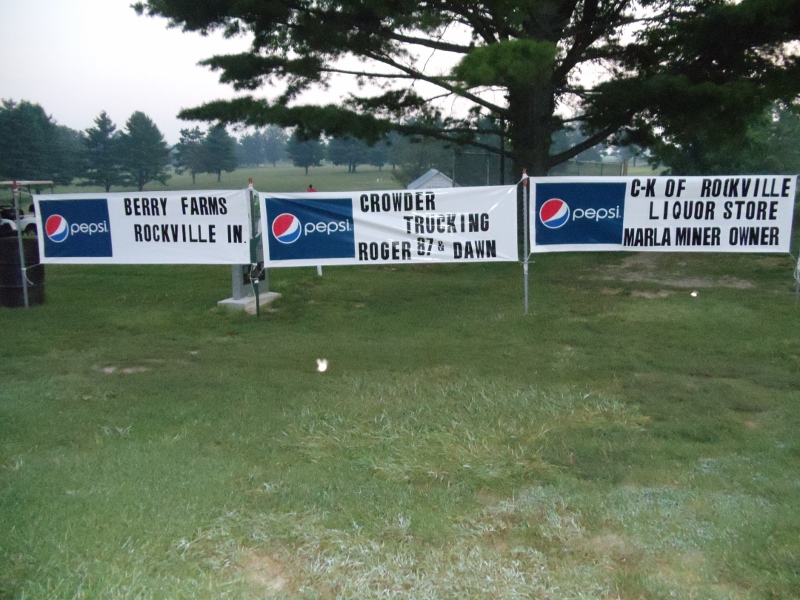 pepsi
BERRY FARMS
ROCKVILLE IN.
pepsi
CROWDER
TRUCKING
ROGER 87 & DAWN
pepsi
C-K OF ROCKVILLE
LIQUOR STORE
MARLA MINER OWNER